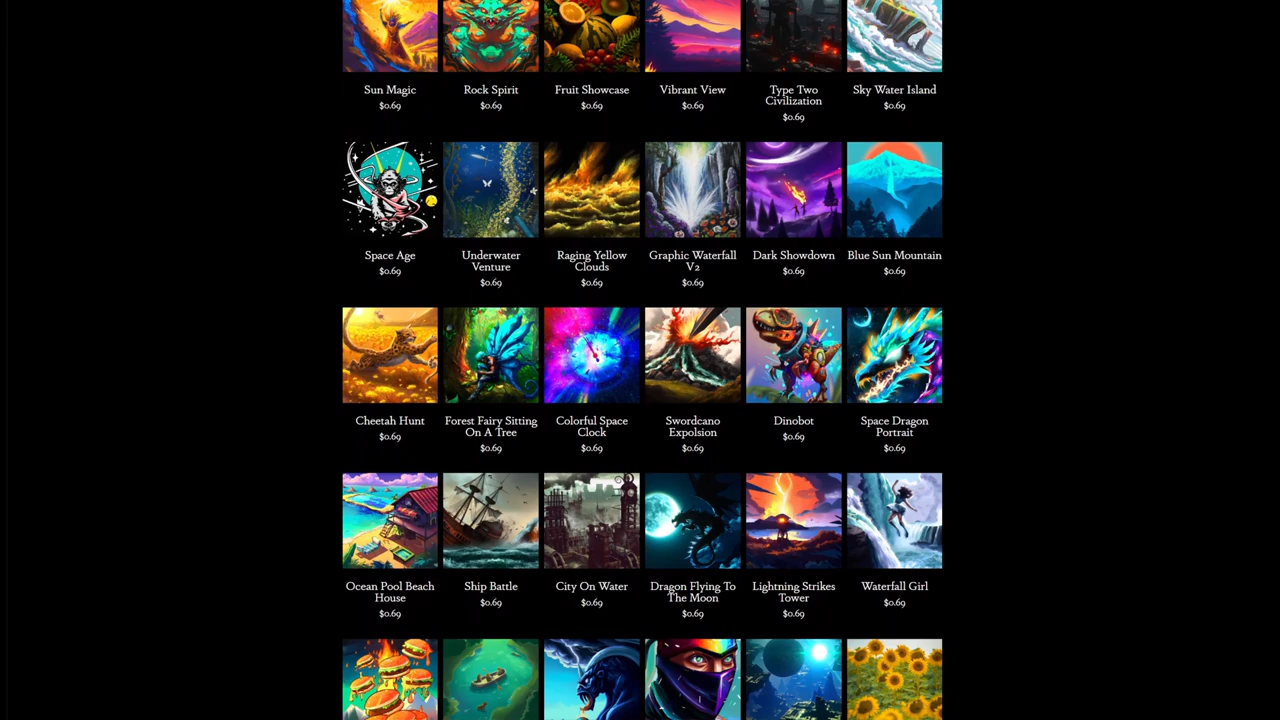 Sun Magic
$0.69
Rock Spirit
$0.69
Fruit Showcase
$0.69
Vibrant View
$0.69
Type Two
Civilization
$0.69
Sky Water Island
$0.69
Space Age
$0.69
Underwater
Venture
$0.69
Raging Yellow
Clouds
$0.69
Graphic Waterfall
V2
$0.69
Dark Showdown
$0.69
Blue Sun Mountain
$0.69
Cheetah Hunt
$0.69
Forest Fairy Sitting
On A Tree
$0.69
Colorful Space
Clock
$0.69
Swordcano
Expolsion
$0.69
Dinobot
$0.69
Space Dragon
Portrait
$0.69
Ocean Pool Beach
House
$0.69
Ship Battle
$0.69
City On Water
$0.69
Dragon Flying To
The Moon
$0.69
Lightning Strikes
Tower
$0.69
Waterfall Girl
$0.69